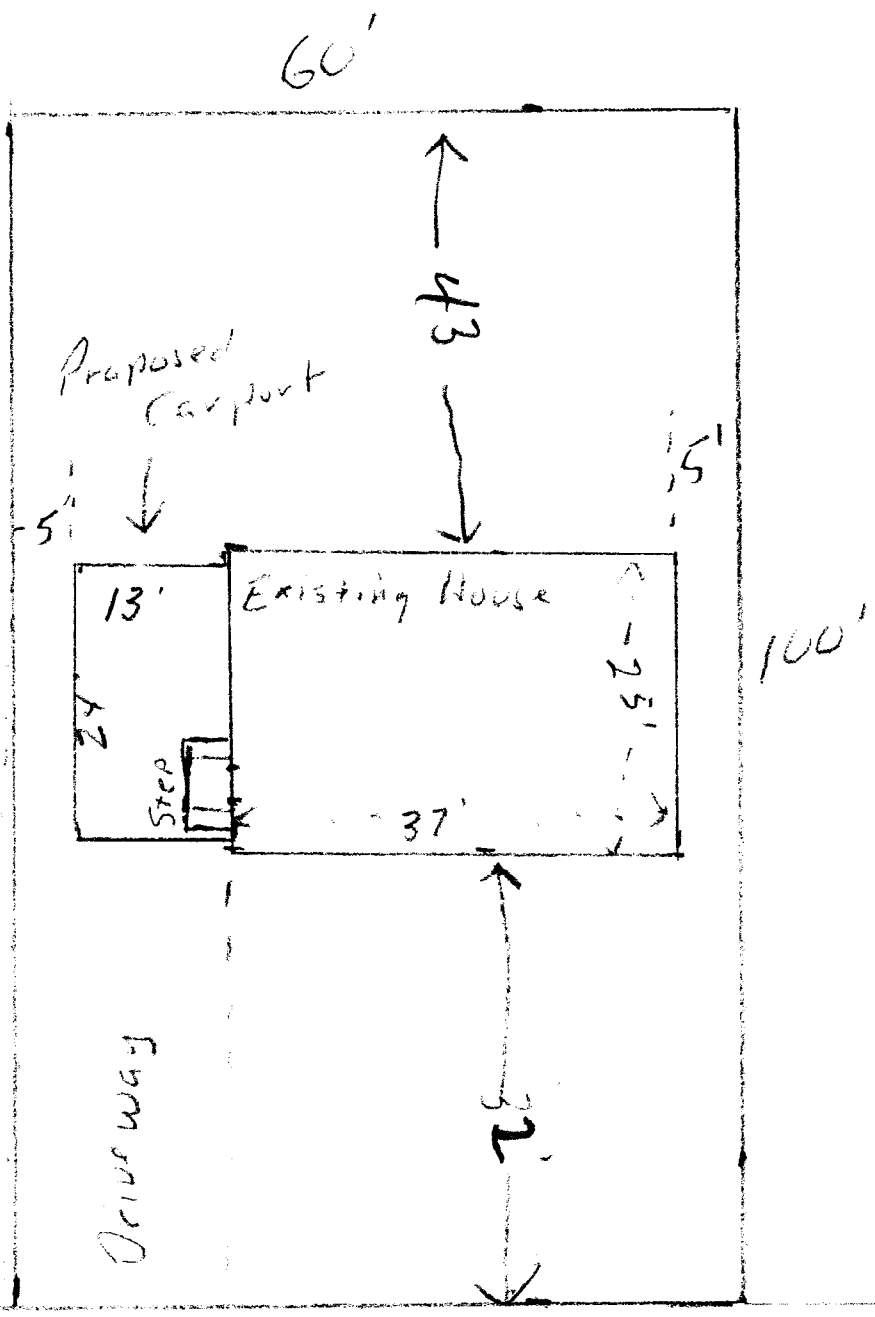 60'
43
Proposed
Carport
5'
5'
13'
Existing House
25'
100'
24
Step
37'
32'
Driveway